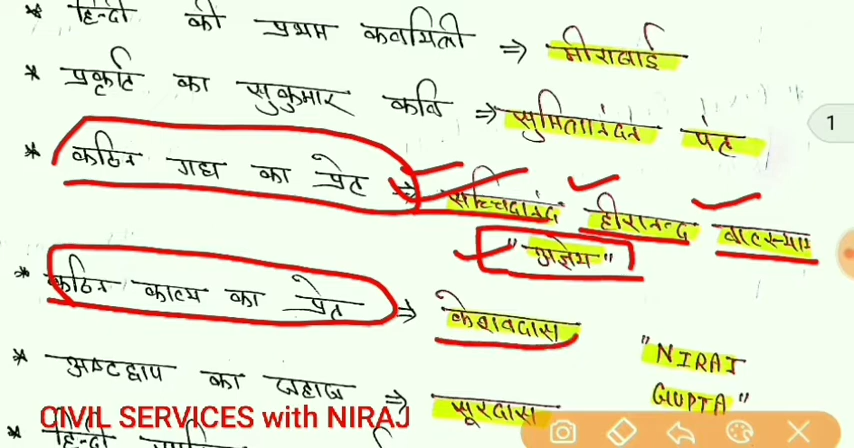 * हिन्दी की प्रथम कवयित्री ⇒ मीराबाई
* प्रकृति का सुकुमार कवि ⇒ सुमित्रानंदन पंत
* कठिन गद्य का प्रेत ⇒ सच्चिदानंद हीरानन्द वात्स्या
"अज्ञेय"
* कठिन काव्य का प्रेत ⇒ केशवदास
* अष्टछाप का जहाज ⇒ सूरदास
"NIRAJ
GUPTA"
CIVIL SERVICES with NIRAJ
1